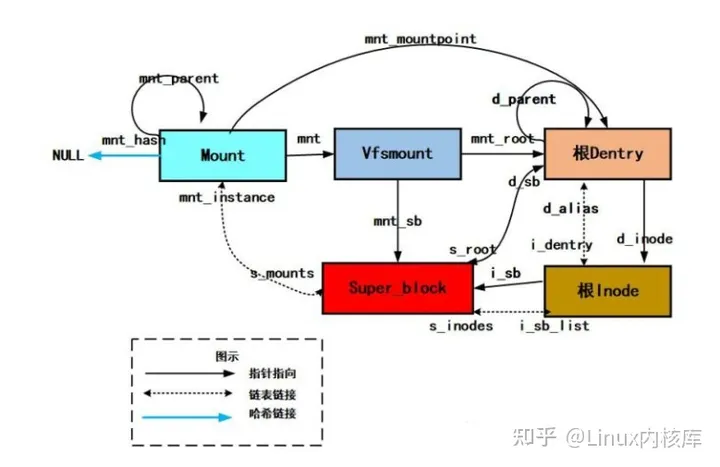 mnt_mountpoint
mnt_parent
d_parent
mnt_hash
NULL
Mount
mnt
Vfsmount
mnt_root
根Dentry
mnt_instance
d_sb
mnt_sb
d_alias
s_root
i_dentry
d_inode
s_mounts
Super_block
i_sb
根Inode
s_inodes
i_sb_list
图示
指针指向
链表链接
哈希链接
知乎 @Linux内核库